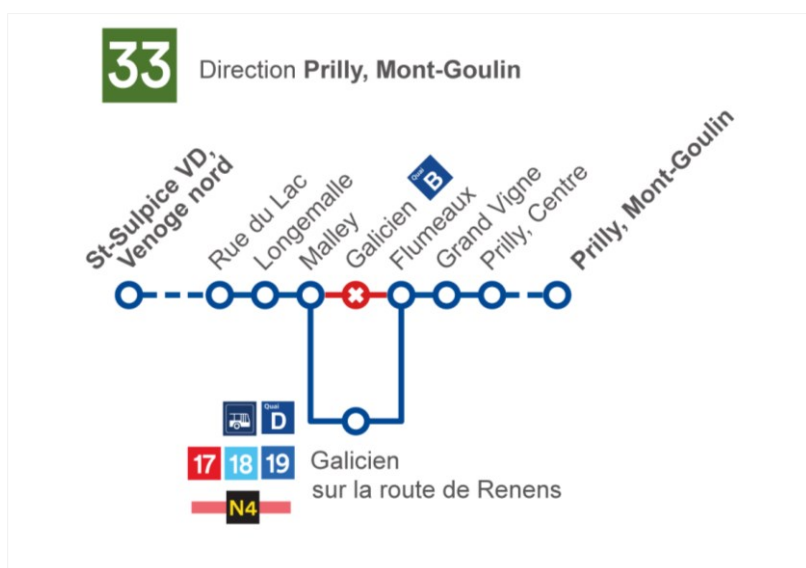 33 Direction Prilly, Mont-Goulin
St-Sulpice VD,
Venoge nord
Rue du Lac
Longemalle
Malley
Galicien
Quai
B
Flumeaux
Grand Vigne
Prilly, Centre
Prilly, Mont-Goulin
Quai
D
17 18 19
Galicien
sur la route de Renens
N4